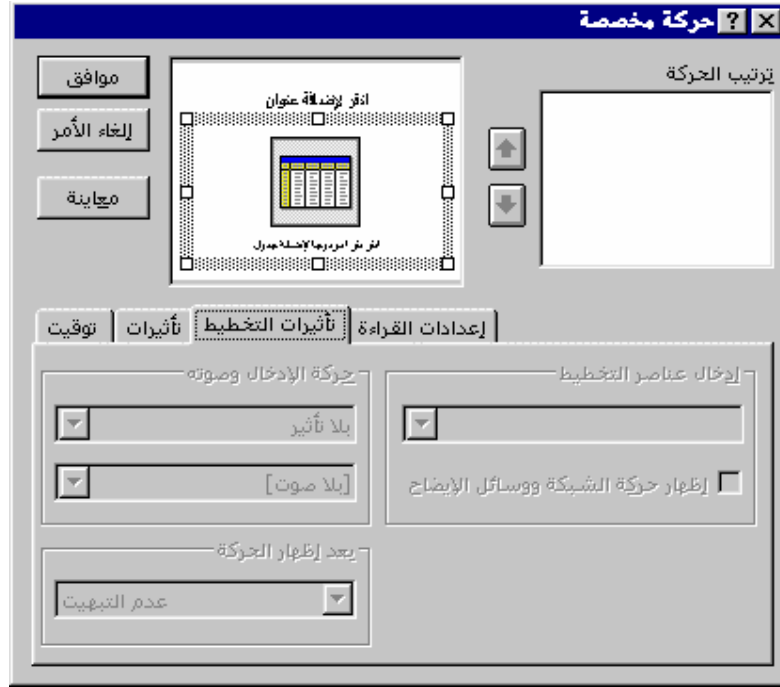 حركة مخصصة
ترتيب الحركة
موافق
إلغاء الأمر
معاينة
انقر لإضافة عنوان
انقر نقرا مزدوجا لإضافة جدول
إعدادات القراءة
تأثيرات التخطيط
تأثيرات
توقيت
إدخال عناصر التخطيط
إظهار حركة الشبكة ووسائل الإيضاح
حركة الإدخال وصوته
بلا تأثير
[بلا صوت]
بعد إظهار الحركة
عدم التبهيت